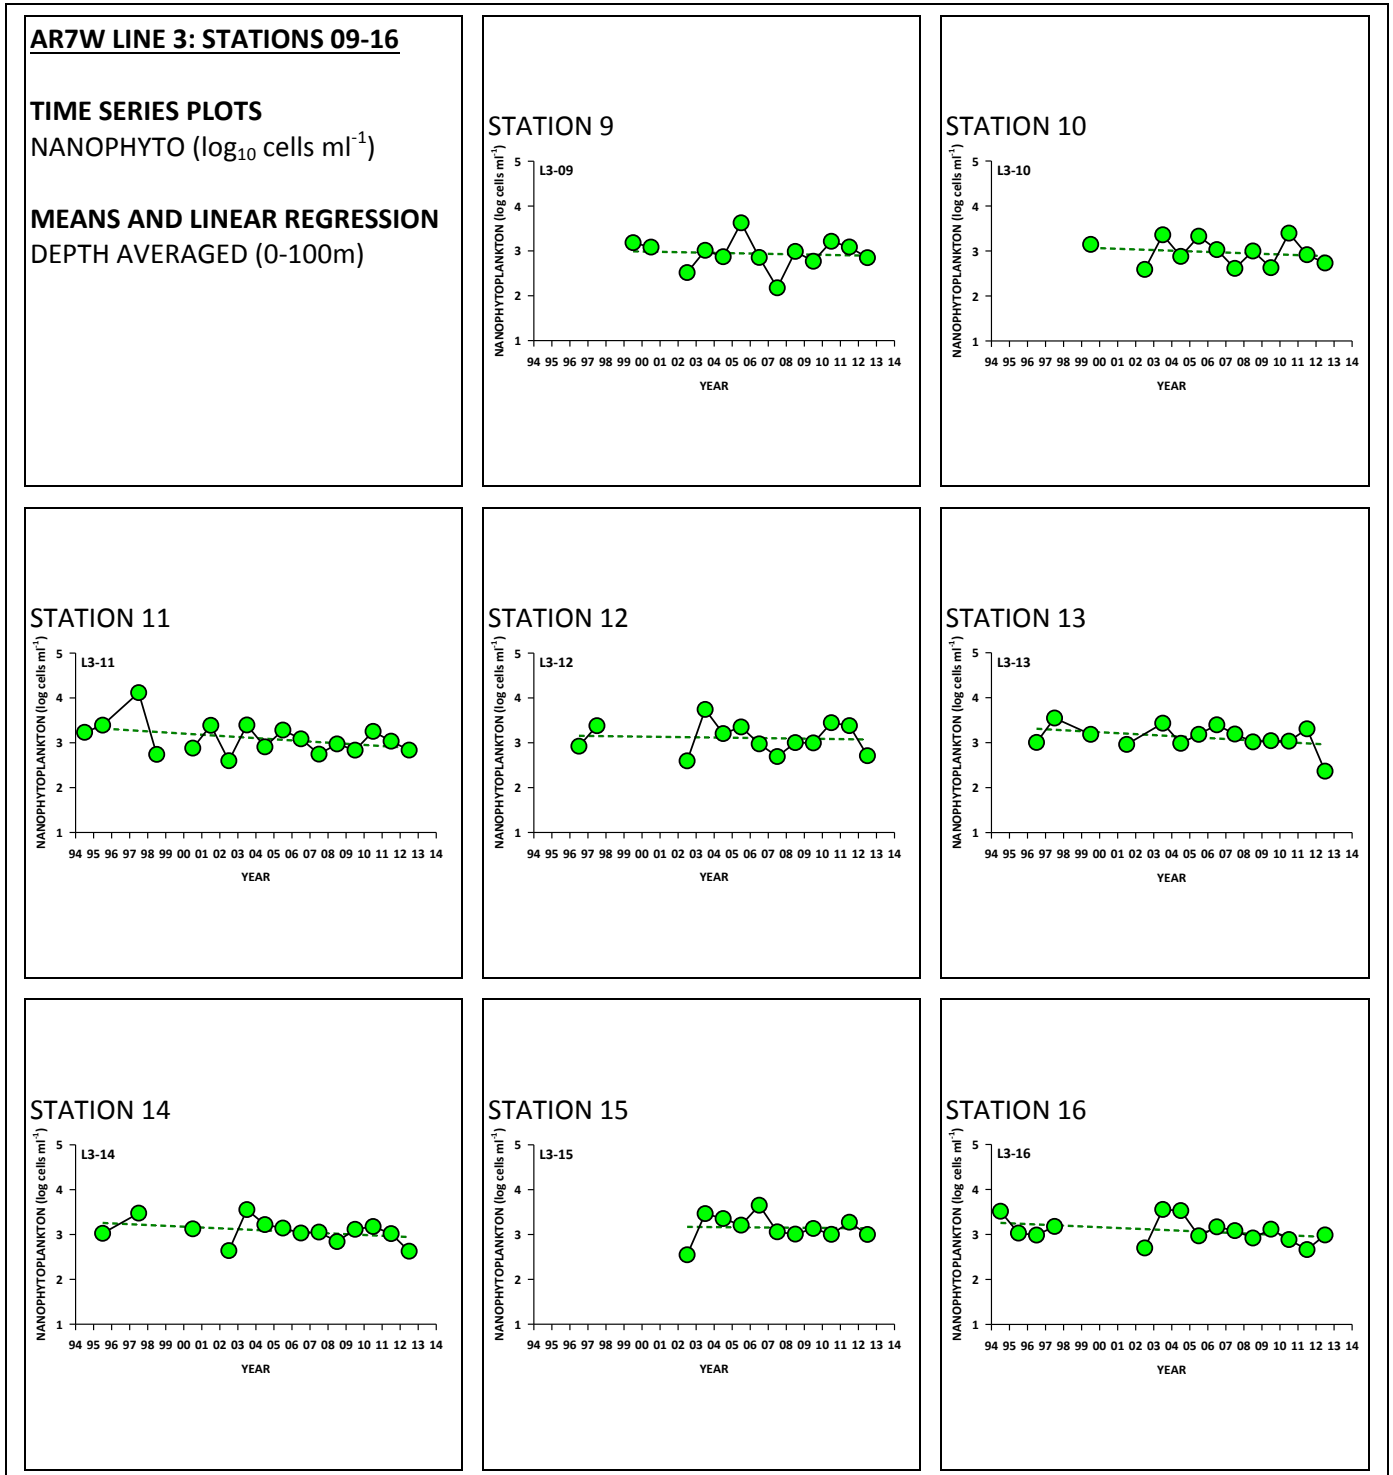 AR7W LINE 3: STATIONS 09-16
TIME SERIES PLOTS
NANOPHYTO (log₁₀ cells ml⁻¹)
MEANS AND LINEAR REGRESSION
DEPTH AVERAGED (0-100m)
STATION 9
NANOPHYTOPLANKTON (log cells ml⁻¹)
L3-09
5
4
3
2
1
94 95 96 97 98 99 00 01 02 03 04 05 06 07 08 09 10 11 12 13 14
YEAR
STATION 10
NANOPHYTOPLANKTON (log cells ml⁻¹)
L3-10
5
4
3
2
1
94 95 96 97 98 99 00 01 02 03 04 05 06 07 08 09 10 11 12 13 14
YEAR
STATION 11
NANOPHYTOPLANKTON (log cells ml⁻¹)
L3-11
5
4
3
2
1
94 95 96 97 98 99 00 01 02 03 04 05 06 07 08 09 10 11 12 13 14
YEAR
STATION 12
NANOPHYTOPLANKTON (log cells ml⁻¹)
L3-12
5
4
3
2
1
94 95 96 97 98 99 00 01 02 03 04 05 06 07 08 09 10 11 12 13 14
YEAR
STATION 13
NANOPHYTOPLANKTON (log cells ml⁻¹)
L3-13
5
4
3
2
1
94 95 96 97 98 99 00 01 02 03 04 05 06 07 08 09 10 11 12 13 14
YEAR
STATION 14
NANOPHYTOPLANKTON (log cells ml⁻¹)
L3-14
5
4
3
2
1
94 95 96 97 98 99 00 01 02 03 04 05 06 07 08 09 10 11 12 13 14
YEAR
STATION 15
NANOPHYTOPLANKTON (log cells ml⁻¹)
L3-15
5
4
3
2
1
94 95 96 97 98 99 00 01 02 03 04 05 06 07 08 09 10 11 12 13 14
YEAR
STATION 16
NANOPHYTOPLANKTON (log cells ml⁻¹)
L3-16
5
4
3
2
1
94 95 96 97 98 99 00 01 02 03 04 05 06 07 08 09 10 11 12 13 14
YEAR